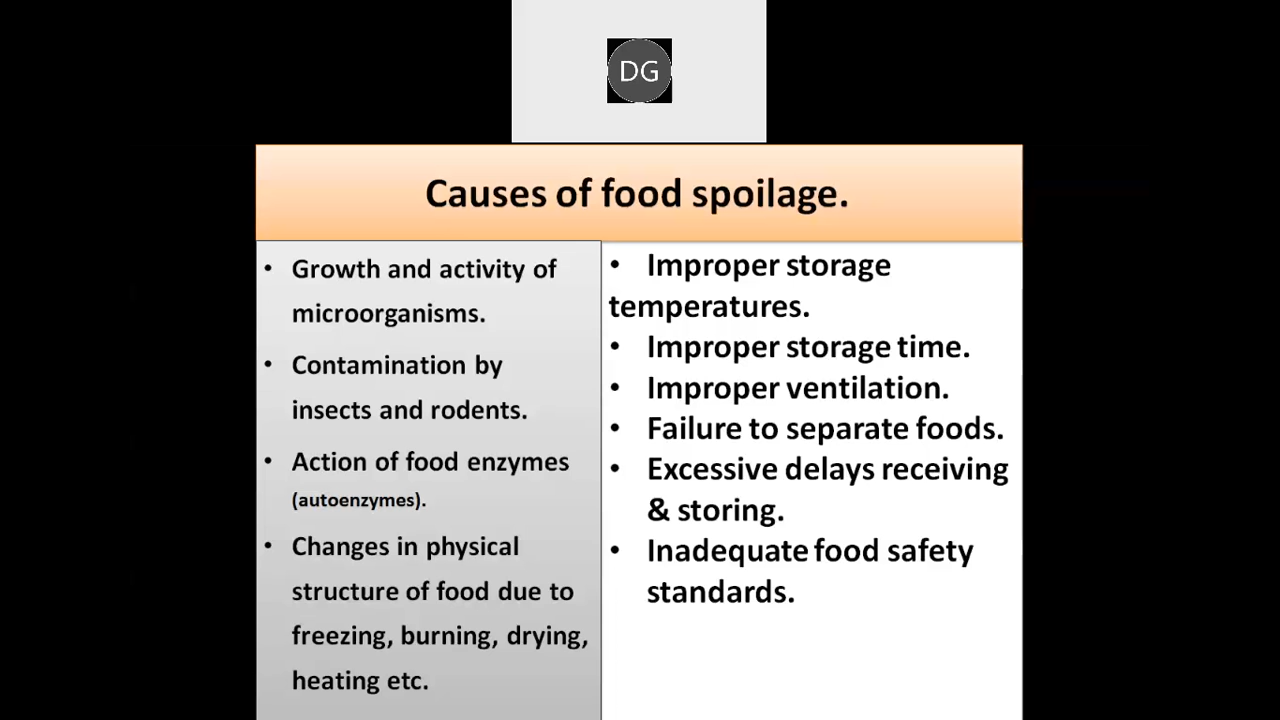 DG
Causes of food spoilage.
• Growth and activity of
microorganisms.
• Contamination by
insects and rodents.
• Action of food enzymes
(autoenzymes).
• Changes in physical
structure of food due to
freezing, burning, drying,
heating etc.
• Improper storage
temperatures.
• Improper storage time.
• Improper ventilation.
• Failure to separate foods.
• Excessive delays receiving
& storing.
• Inadequate food safety
standards.